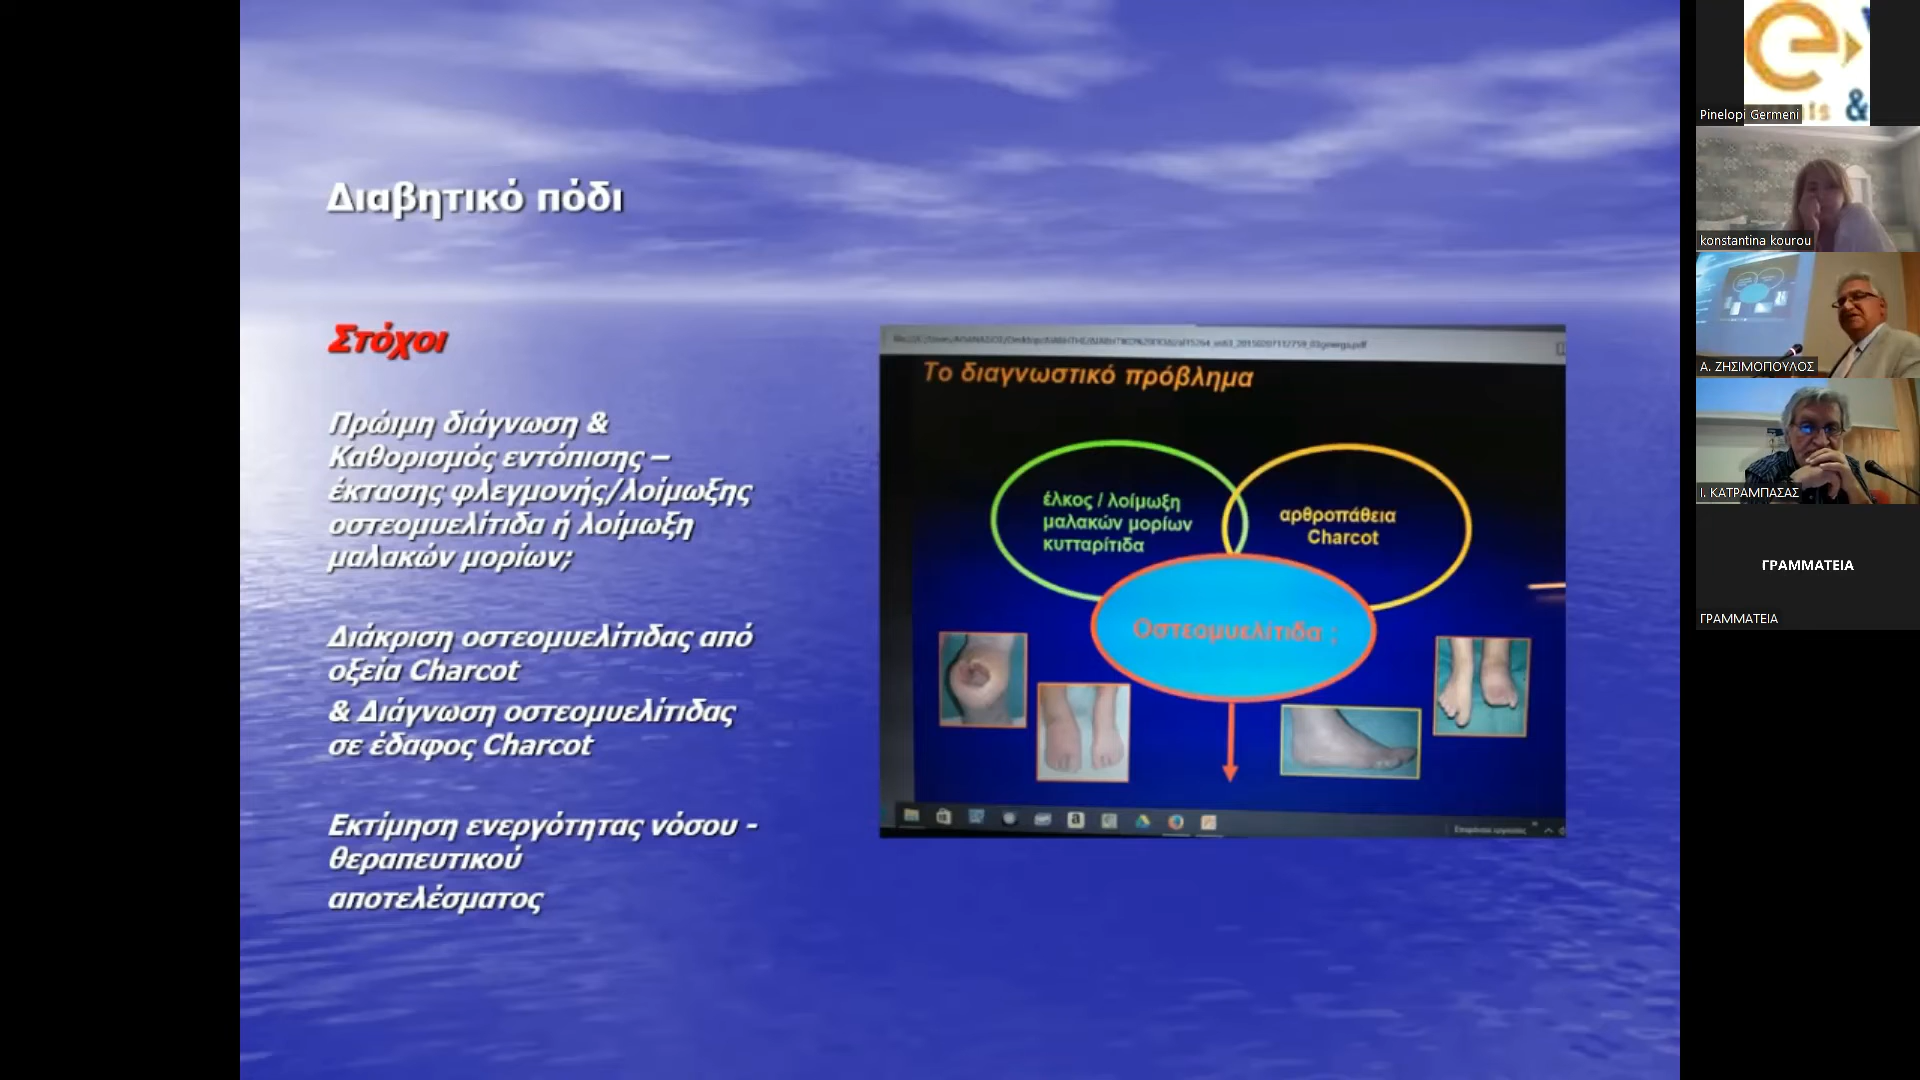 Διαβητικό πόδι
Στόχοι
Πρώιμη διάγνωση &
Καθορισμός εντόπισης –
έκτασης φλεγμονής/λοίμωξης
οστεομυελίτιδα ή λοίμωξη
μαλακών μορίων;
Διάκριση οστεομυελίτιδας από
οξεία Charcot
& Διάγνωση οστεομυελίτιδας
σε έδαφος Charcot
Εκτίμηση ενεργότητας νόσου -
θεραπευτικού
αποτελέσματος
Το διαγνωστικό πρόβλημα
έλκος / λοίμωξη
μαλακών μορίων
κυτταρίτιδα
αρθροπάθεια
Charcot
Οστεομυελίτιδα ;
Pinelopi Germeni
konstantina kourou
Α. ΖΗΣΙΜΟΠΟΥΛΟΣ
Ι. ΚΑΤΡΑΜΠΑΣΑΣ
ΓΡΑΜΜΑΤΕΙΑ
ΓΡΑΜΜΑΤΕΙΑ